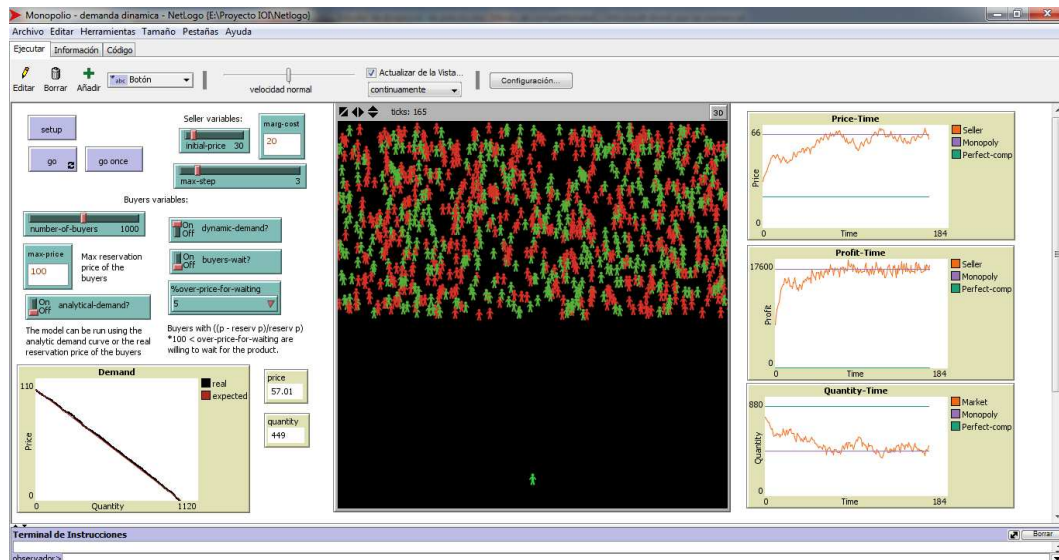 Monopolio - demanda dinamica - NetLogo {E:\Proyecto IOI\Netlogo}
Archivo Editar Herramientas Tamaño Pestañas Ayuda
Ejecutar Información Código
Editar Borrar Añadir
abc Botón
velocidad normal
Actualizar de la Vista...
continuamente
Configuración...
setup
go
go once
Seller variables:
initial-price 30
marg-cost
20
max-step 3
Buyers variables:
number-of-buyers 1000
On
Off
dynamic-demand?
max-price
100
Max reservation
price of the
buyers
On
Off
buyers-wait?
%over-price-for-waiting
5
On
Off
analytical-demand?
The model can be run using the
analytic demand curve or the real
reservation price of the buyers
Buyers with ((p - reserv p)/reserv p)
*100 < over-price-for-waiting are
willing to wait for the product.
Demand
110
Price
0
0
Quantity
1120
real
expected
price
57.01
quantity
449
ticks: 165
3D
Price-Time
66
Price
0
0
Time
184
Seller
Monopoly
Perfect-comp
Profit-Time
17600
Profit
0
0
Time
184
Seller
Monopoly
Perfect-comp
Quantity-Time
880
Quantity
0
0
Time
184
Market
Monopoly
Perfect-comp
Terminal de Instrucciones
Borrar
observador>